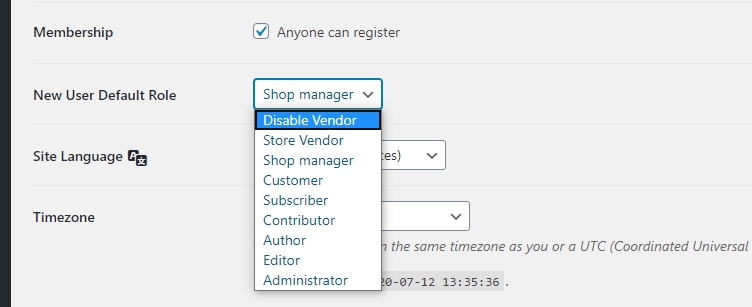 Membership
Anyone can register
New User Default Role
Shop manager
Disable Vendor
Store Vendor
Shop manager
Customer
Subscriber
Contributor
Author
Editor
Administrator
Site Language
Timezone
the same timezone as you or a UTC (Coordinated Universal
20-07-12 13:35:36 .